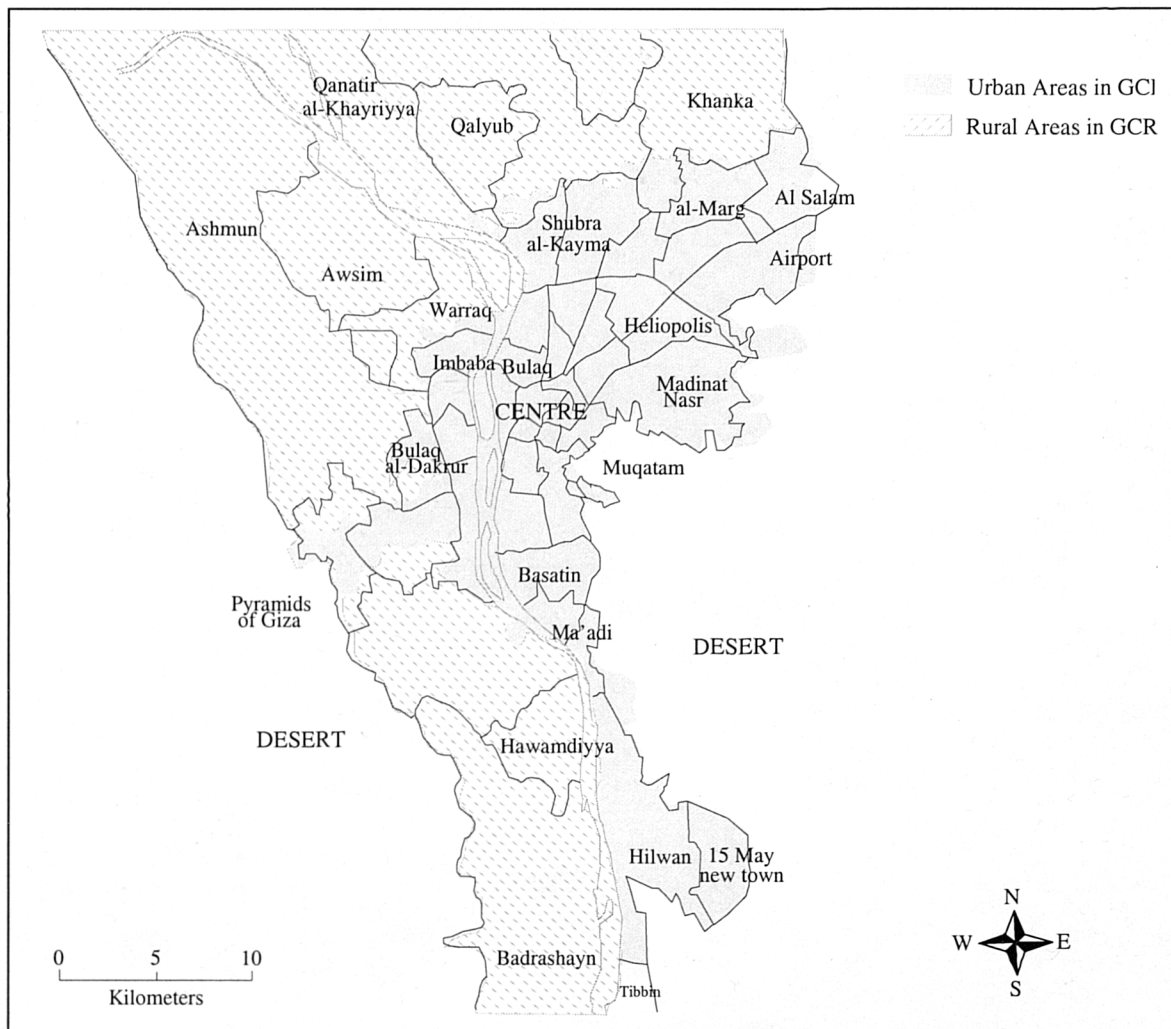 Urban Areas in GCl
Rural Areas in GCR
Qanatir
al-Khayriyya
Qalyub
Khanka
Ashmun
Awsim
Shubra
al-Kayma
al-Marg
Al Salam
Airport
Warraq
Heliopolis
Imbaba
Bulaq
Madinat
Nasr
CENTRE
Bulaq
al-Dakrur
Muqatam
Basatin
Pyramids
of Giza
Ma'adi
DESERT
DESERT
Hawamdiyya
Hilwan
15 May
new town
Badrashayn
Tibbin
0 5 10
Kilometers
N
W E
S